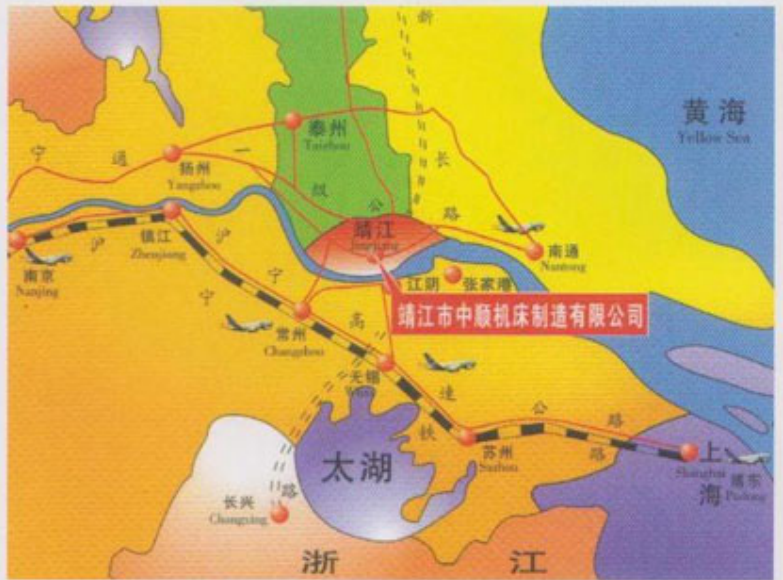 新
黄海
Yellow Sea
泰州
Taizhou
宁通一级公路
扬州
Yangzhou
长
靖江
Jingjiang
镇江
Zhenjiang
南通
Nantong
南京
Nanjing
江阴
张家港
靖江市中顺机床制造有限公司
常州
Changzhou
沪宁高速公路
无锡
Wuxi
沪宁铁路
苏州
Suzhou
上海
Shanghai
浦东
Pudong
太湖
长兴
Changxing
路
浙江